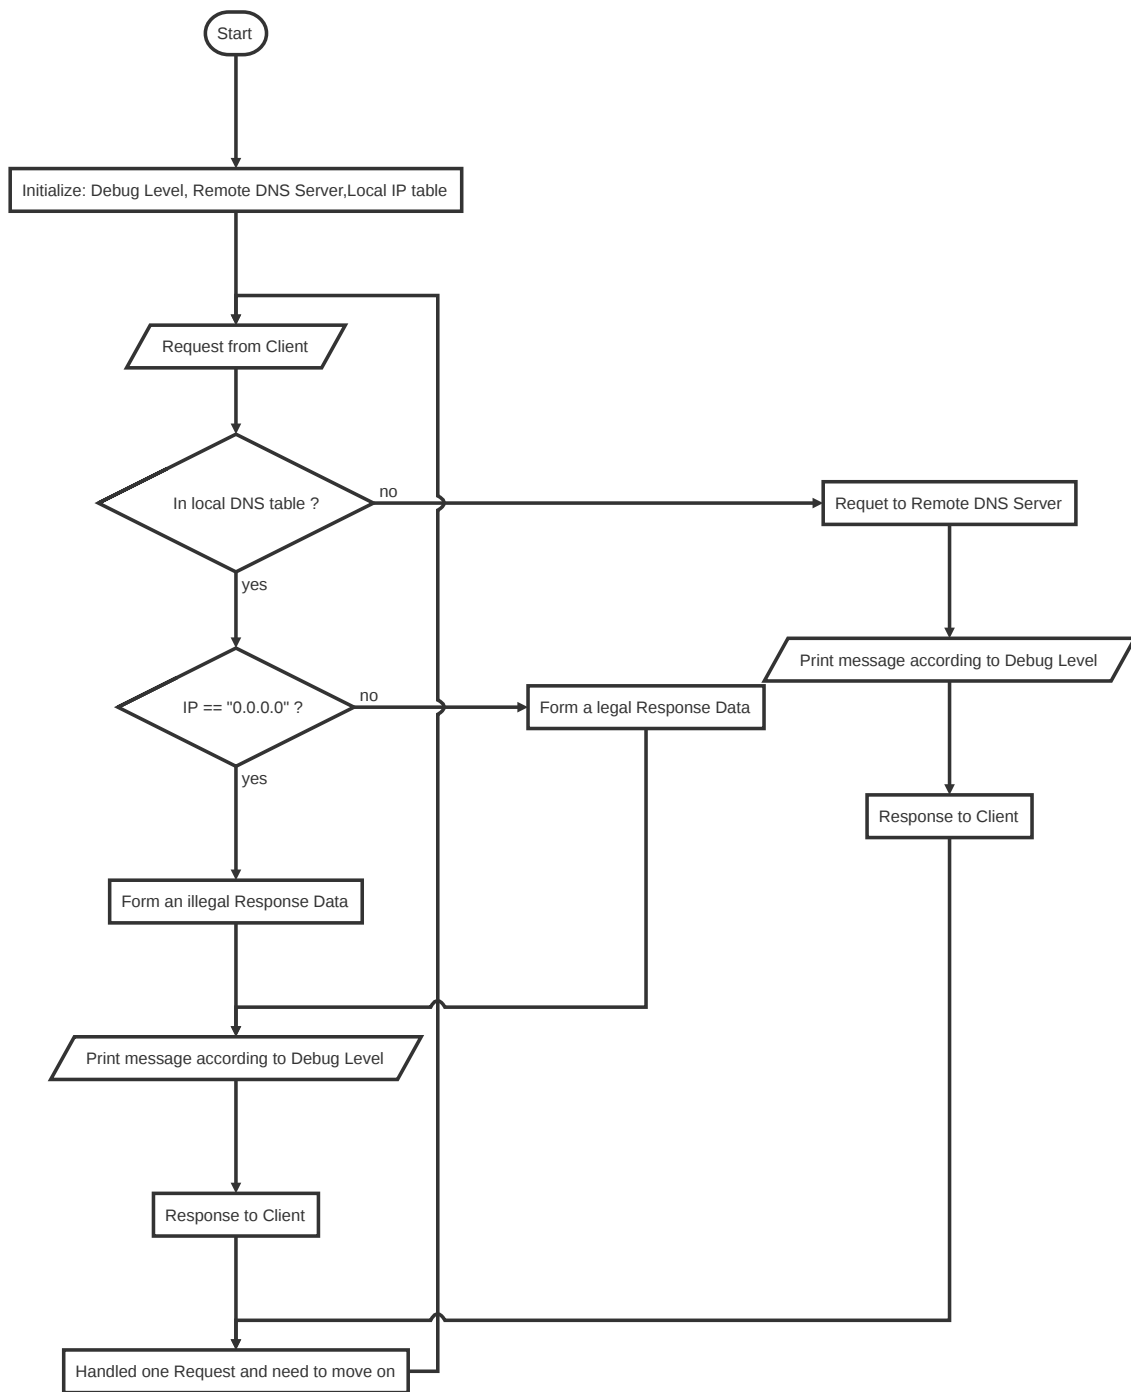 Start
Initialize: Debug Level, Remote DNS Server,Local IP table
Request from Client
In local DNS table ?
no
Requet to Remote DNS Server
yes
Print message according to Debug Level
IP == "0.0.0.0" ?
no
Form a legal Response Data
yes
Response to Client
Form an illegal Response Data
Print message according to Debug Level
Response to Client
Handled one Request and need to move on